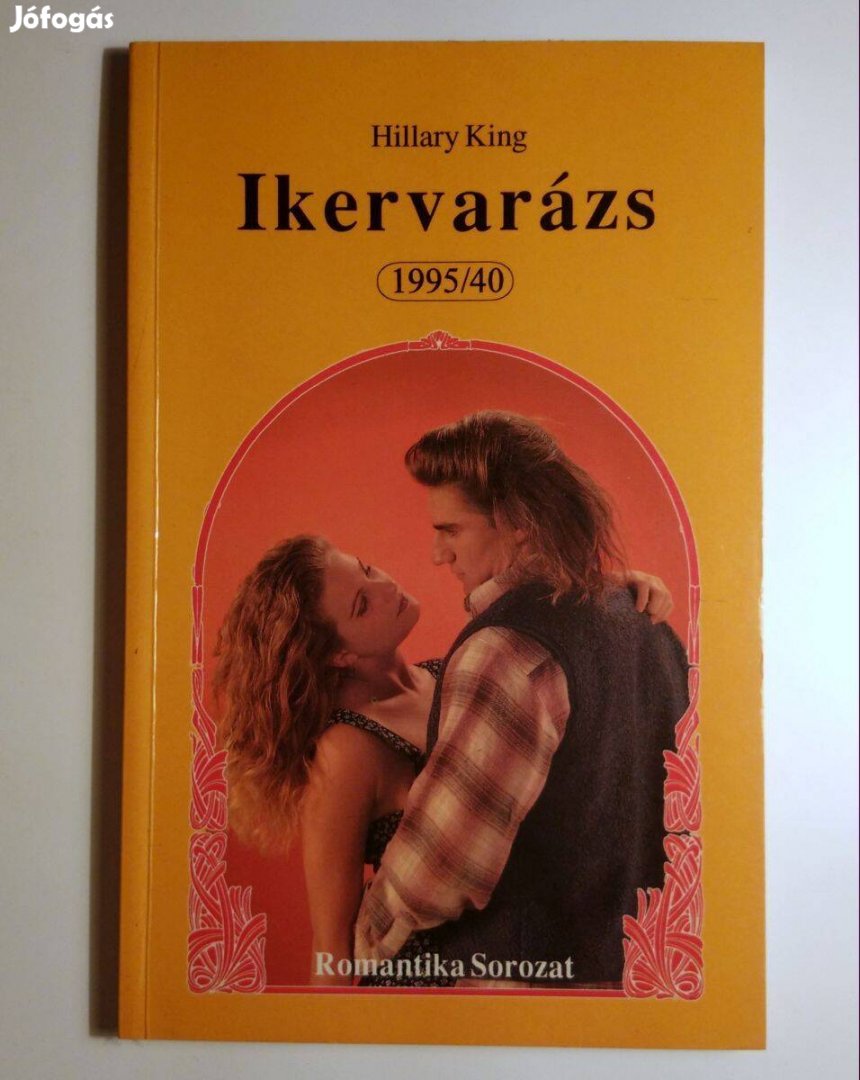 Jófogás
Hillary King
Ikervarázs
1995/40
Romantika Sorozat